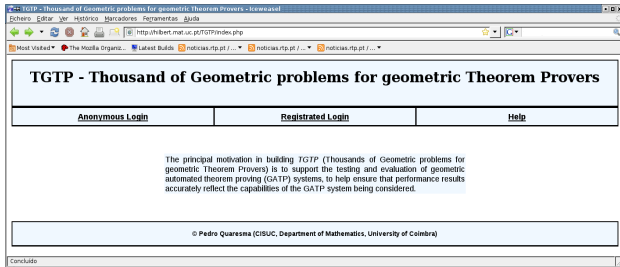 TGTP - Thousand of Geometric problems for geometric Theorem Provers - Iceweasel
Ficheiro Editar Ver Histórico Marcadores Ferramentas Ajuda
http://hilbert.mat.uc.pt/TGTP/index.php
Most Visited The Mozilla Organiz... Latest Builds noticias.rtp.pt / ... noticias.rtp.pt / ... noticias.rtp.pt / ...
TGTP - Thousand of Geometric problems for geometric Theorem Provers
Anonymous Login Registrated Login Help
The principal motivation in building TGTP (Thousands of Geometric problems for
geometric Theorem Provers) is to support the testing and evaluation of geometric
automated theorem proving (GATP) systems, to help ensure that performance results
accurately reflect the capabilities of the GATP system being considered.
© Pedro Quaresma (CISUC, Department of Mathematics, University of Coimbra)
Concluído